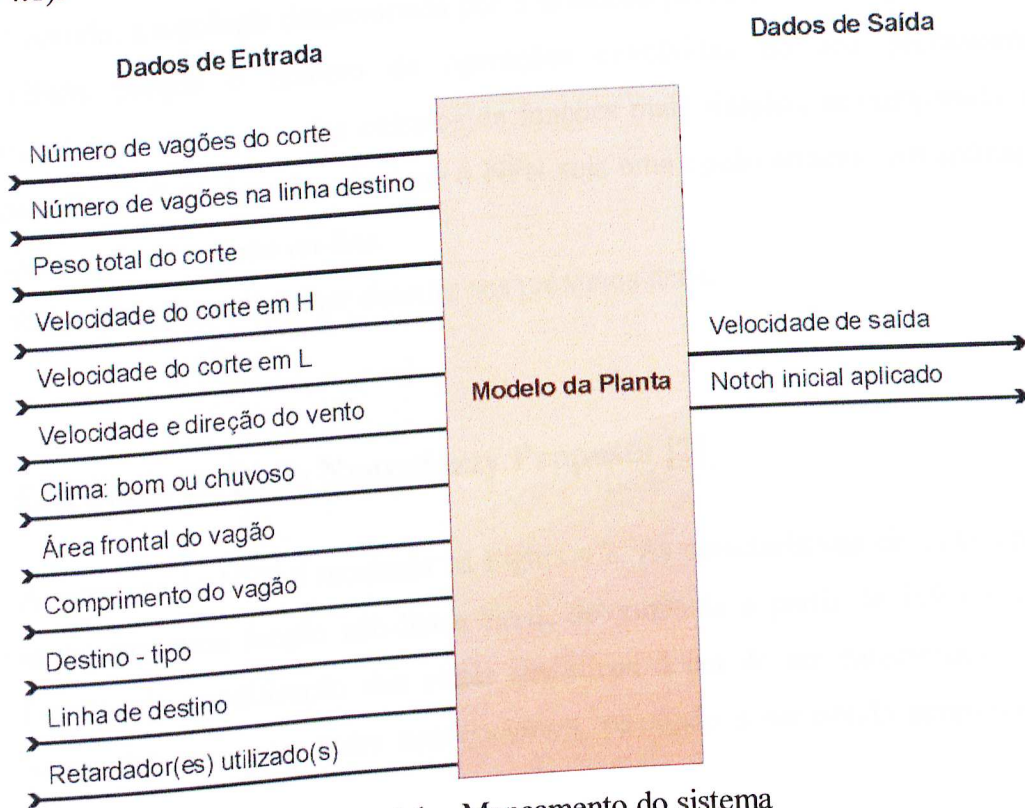 Dados de Entrada
Dados de Saída
Número de vagões do corte
Número de vagões na linha destino
Peso total do corte
Velocidade do corte em H
Velocidade do corte em L
Velocidade e direção do vento
Clima: bom ou chuvoso
Área frontal do vagão
Comprimento do vagão
Destino - tipo
Linha de destino
Retardador(es) utilizado(s)
Modelo da Planta
Velocidade de saída
Notch inicial aplicado
Mapeamento do sistema